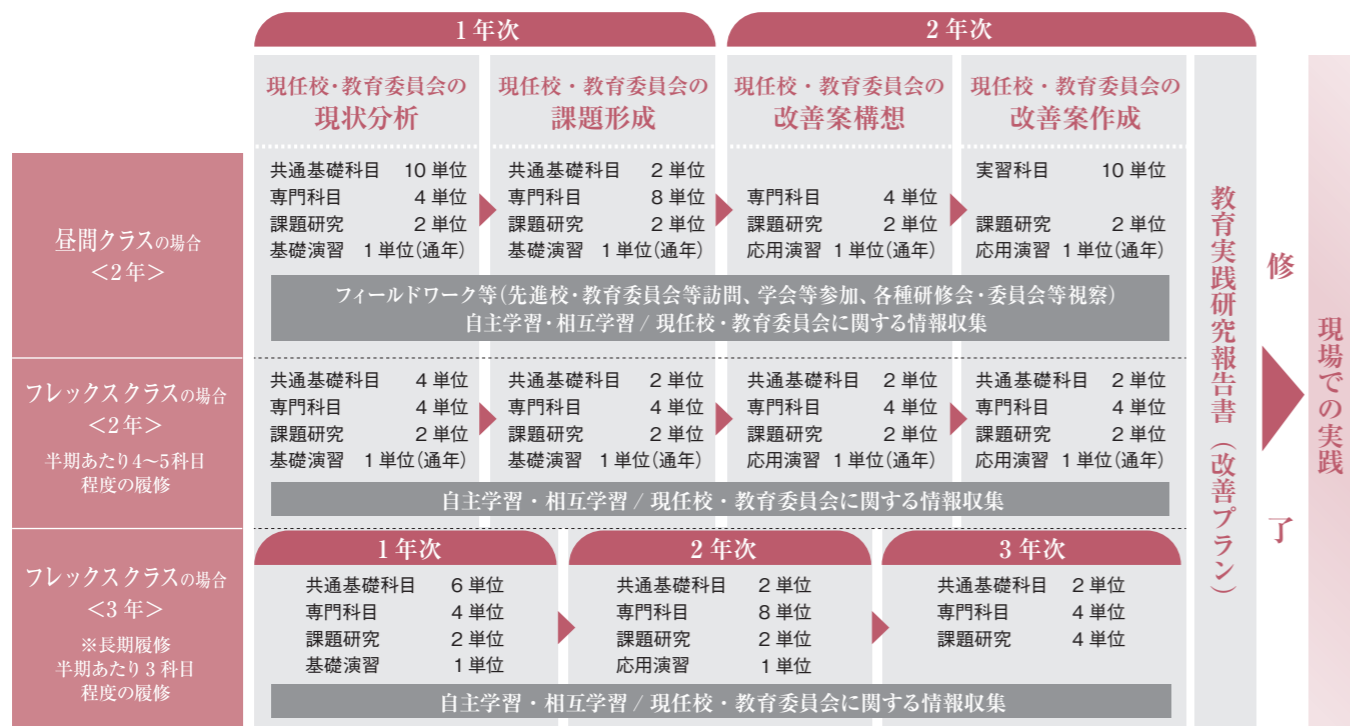 1年次
2年次
現任校・教育委員会の
現状分析
現任校・教育委員会の
課題形成
現任校・教育委員会の
改善案構想
現任校・教育委員会の
改善案作成
昼間クラスの場合
<2年>
共通基礎科目 10単位
専門科目 4単位
課題研究 2単位
基礎演習 1単位(通年)
共通基礎科目 2単位
専門科目 8単位
課題研究 2単位
基礎演習 1単位(通年)
専門科目 4単位
課題研究 2単位
応用演習 1単位(通年)
実習科目 10単位
課題研究 2単位
応用演習 1単位(通年)
フィールドワーク等(先進校・教育委員会等訪問、学会等参加、各種研修会・委員会等視察)
自主学習・相互学習 / 現任校・教育委員会に関する情報収集
フレックスクラスの場合
<2年>
半期あたり4~5科目
程度の履修
共通基礎科目 4単位
専門科目 4単位
課題研究 2単位
基礎演習 1単位(通年)
共通基礎科目 2単位
専門科目 4単位
課題研究 2単位
基礎演習 1単位(通年)
共通基礎科目 2単位
専門科目 4単位
課題研究 2単位
応用演習 1単位(通年)
共通基礎科目 2単位
専門科目 4単位
課題研究 2単位
応用演習 1単位(通年)
自主学習・相互学習 / 現任校・教育委員会に関する情報収集
フレックスクラスの場合
<3年>
※長期履修
半期あたり3科目
程度の履修
1年次
2年次
3年次
共通基礎科目 6単位
専門科目 4単位
課題研究 2単位
基礎演習 1単位
共通基礎科目 2単位
専門科目 8単位
課題研究 2単位
応用演習 1単位
共通基礎科目 2単位
専門科目 4単位
課題研究 4単位
自主学習・相互学習 / 現任校・教育委員会に関する情報収集
教育実践研究報告書(改善プラン)
修了
現場での実践